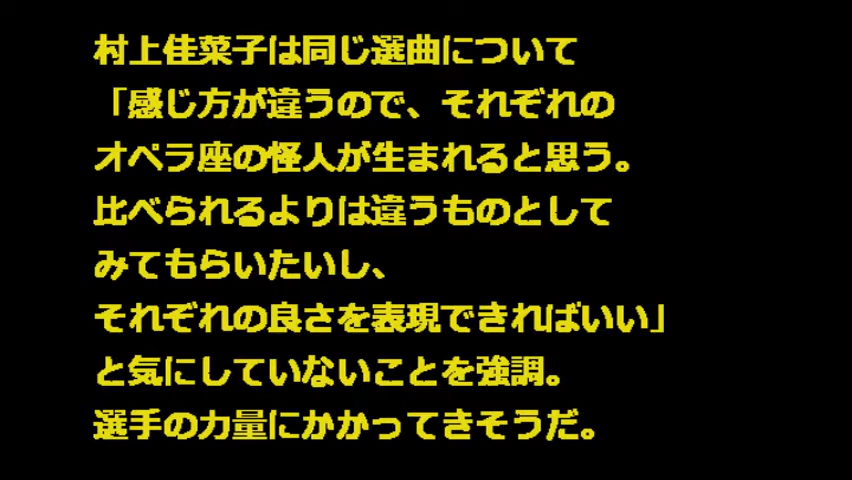 村上佳菜子は同じ選曲について
「感じ方が違うので、それぞれの
オペラ座の怪人が生まれると思う。
比べられるよりは違うものとして
みてもらいたいし、
それぞれの良さを表現できればいい」
と気にしていないことを強調。
選手の力量にかかってきそうだ。